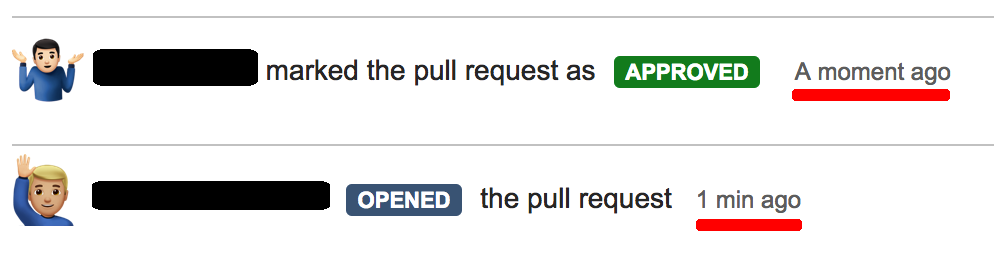 marked the pull request as APPROVED A moment ago
OPENED the pull request 1 min ago